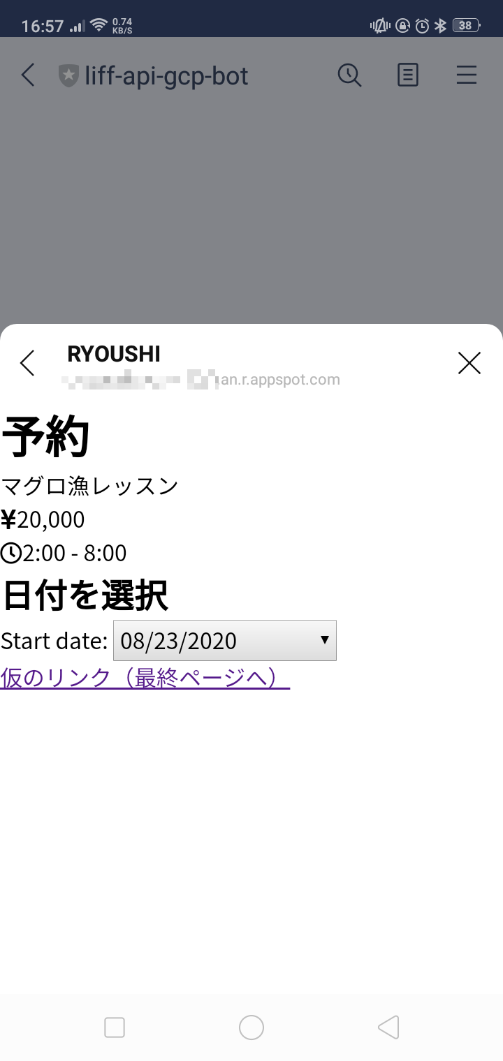 16:57 0.74 KB/S 38
liff-api-gcp-bot
RYOUSHI
an.r.appspot.com
予約
マグロ漁レッスン
¥20,000
2:00 - 8:00
日付を選択
Start date: 08/23/2020
仮のリンク（最終ページへ）